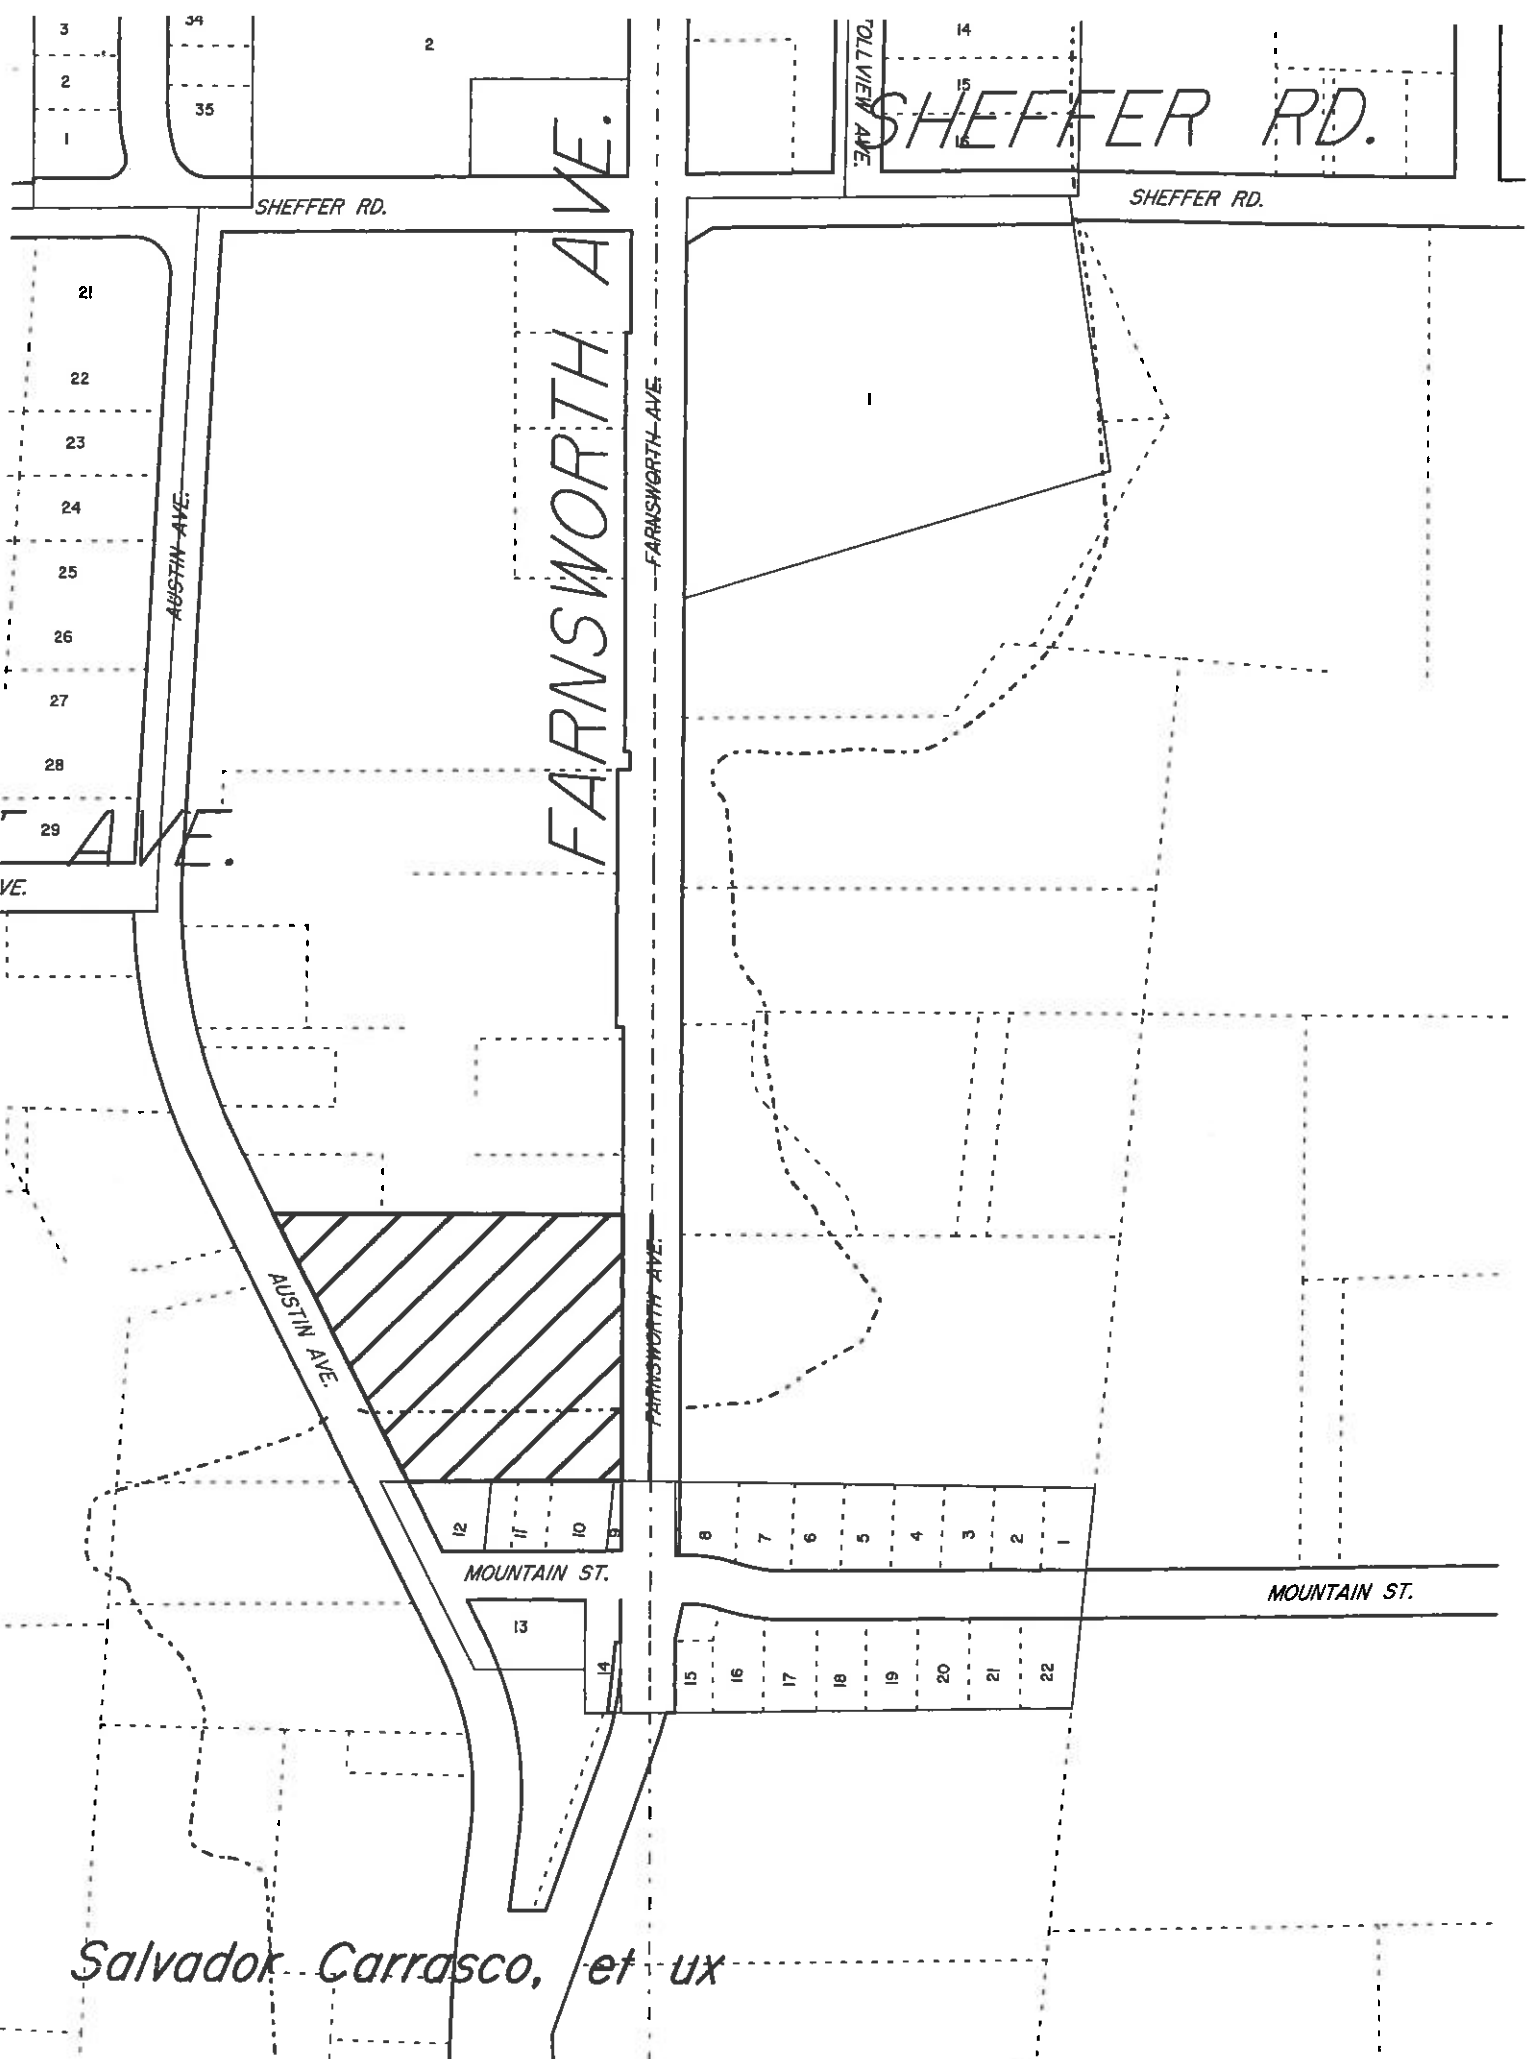 3
34
2
14
TOLLVIEW AVE.
2
35
15
SHEFFER RD.
1
16
SHEFFER RD.
SHEFFER RD.
FARNSWORTH AVE.
21
22
1
23
FARNSWORTH AVE.
24
AUSTIN AVE.
25
26
27
28
29
T AVE.
VE.
AUSTIN AVE.
FARNSWORTH AVE.
12
11
10
9
8
7
6
5
4
3
2
1
MOUNTAIN ST.
MOUNTAIN ST.
13
14
15
16
17
18
19
20
21
22
Salvador Carrasco, et ux